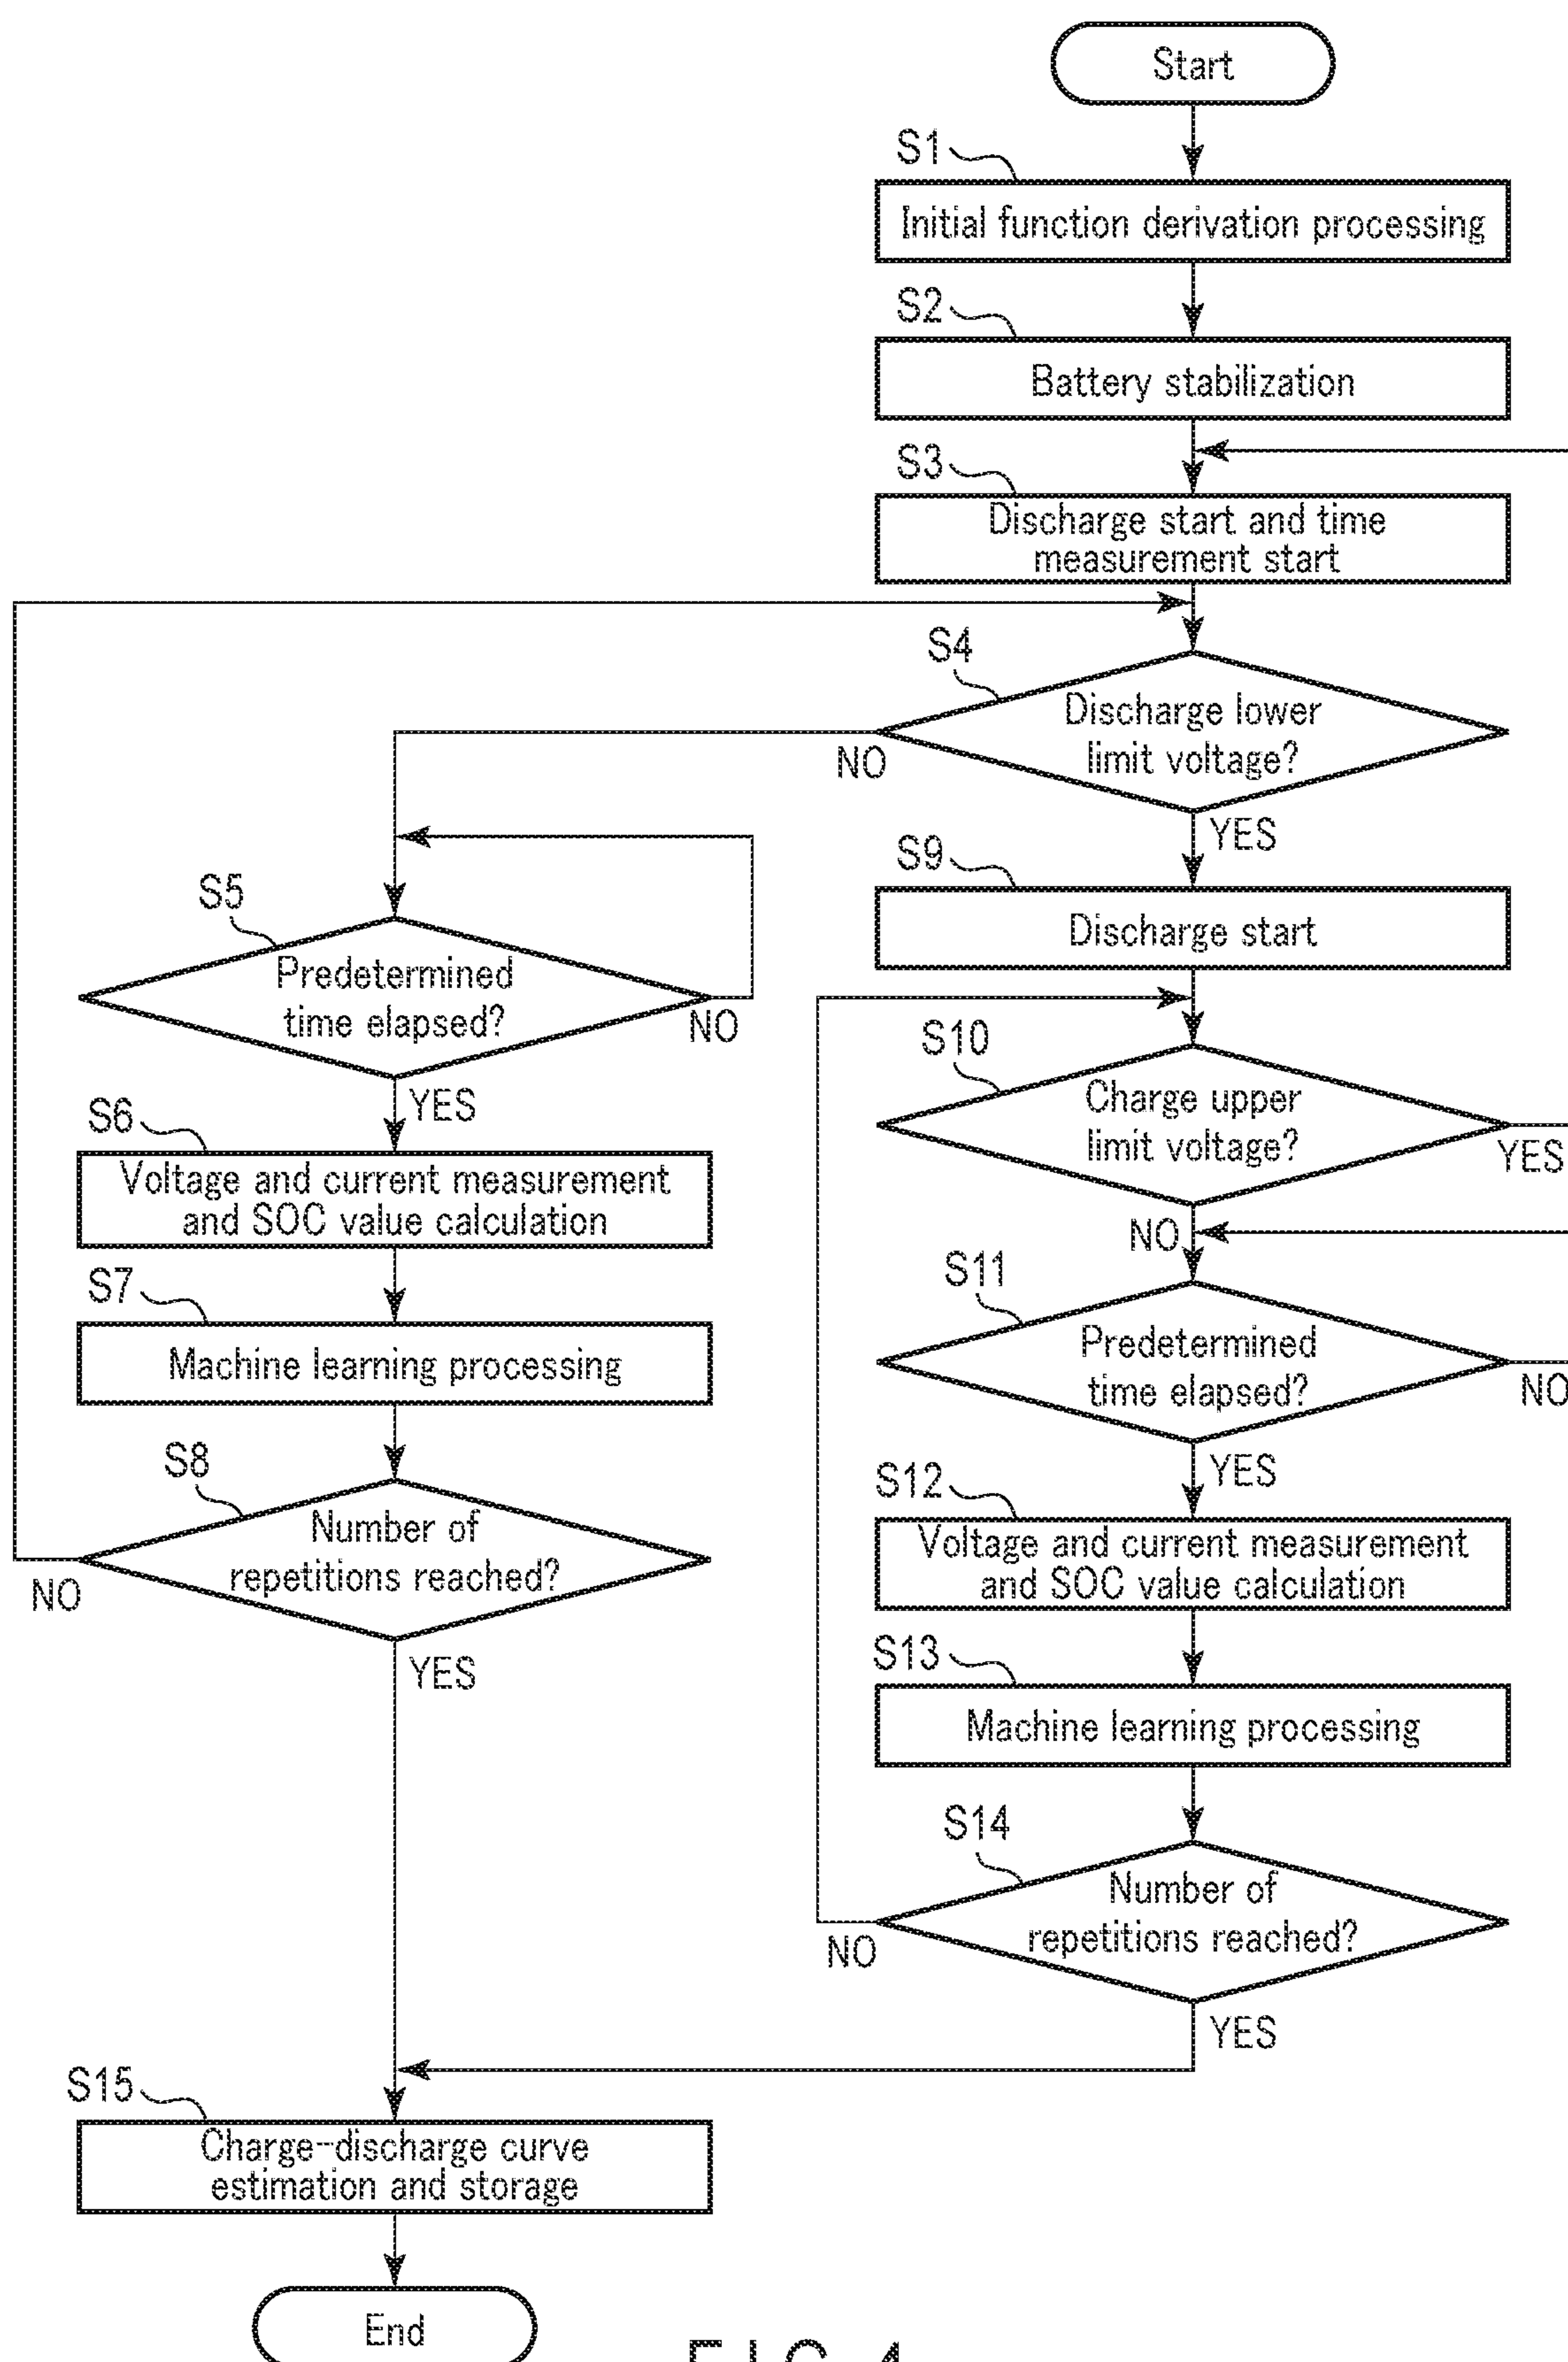 Start
S1
Initial function derivation processing
S2
Battery stabilization
S3
Discharge start and time
measurement start
S4
Discharge lower
limit voltage?
NO
YES
S5
Predetermined
time elapsed?
NO
YES
S6
Voltage and current measurement
and SOC value calculation
S7
Machine learning processing
S8
Number of
repetitions reached?
NO
YES
S9
Discharge start
S10
Charge upper
limit voltage?
YES
NO
S11
Predetermined
time elapsed?
NO
YES
S12
Voltage and current measurement
and SOC value calculation
S13
Machine learning processing
S14
Number of
repetitions reached?
NO
YES
S15
Charge-discharge curve
estimation and storage
End